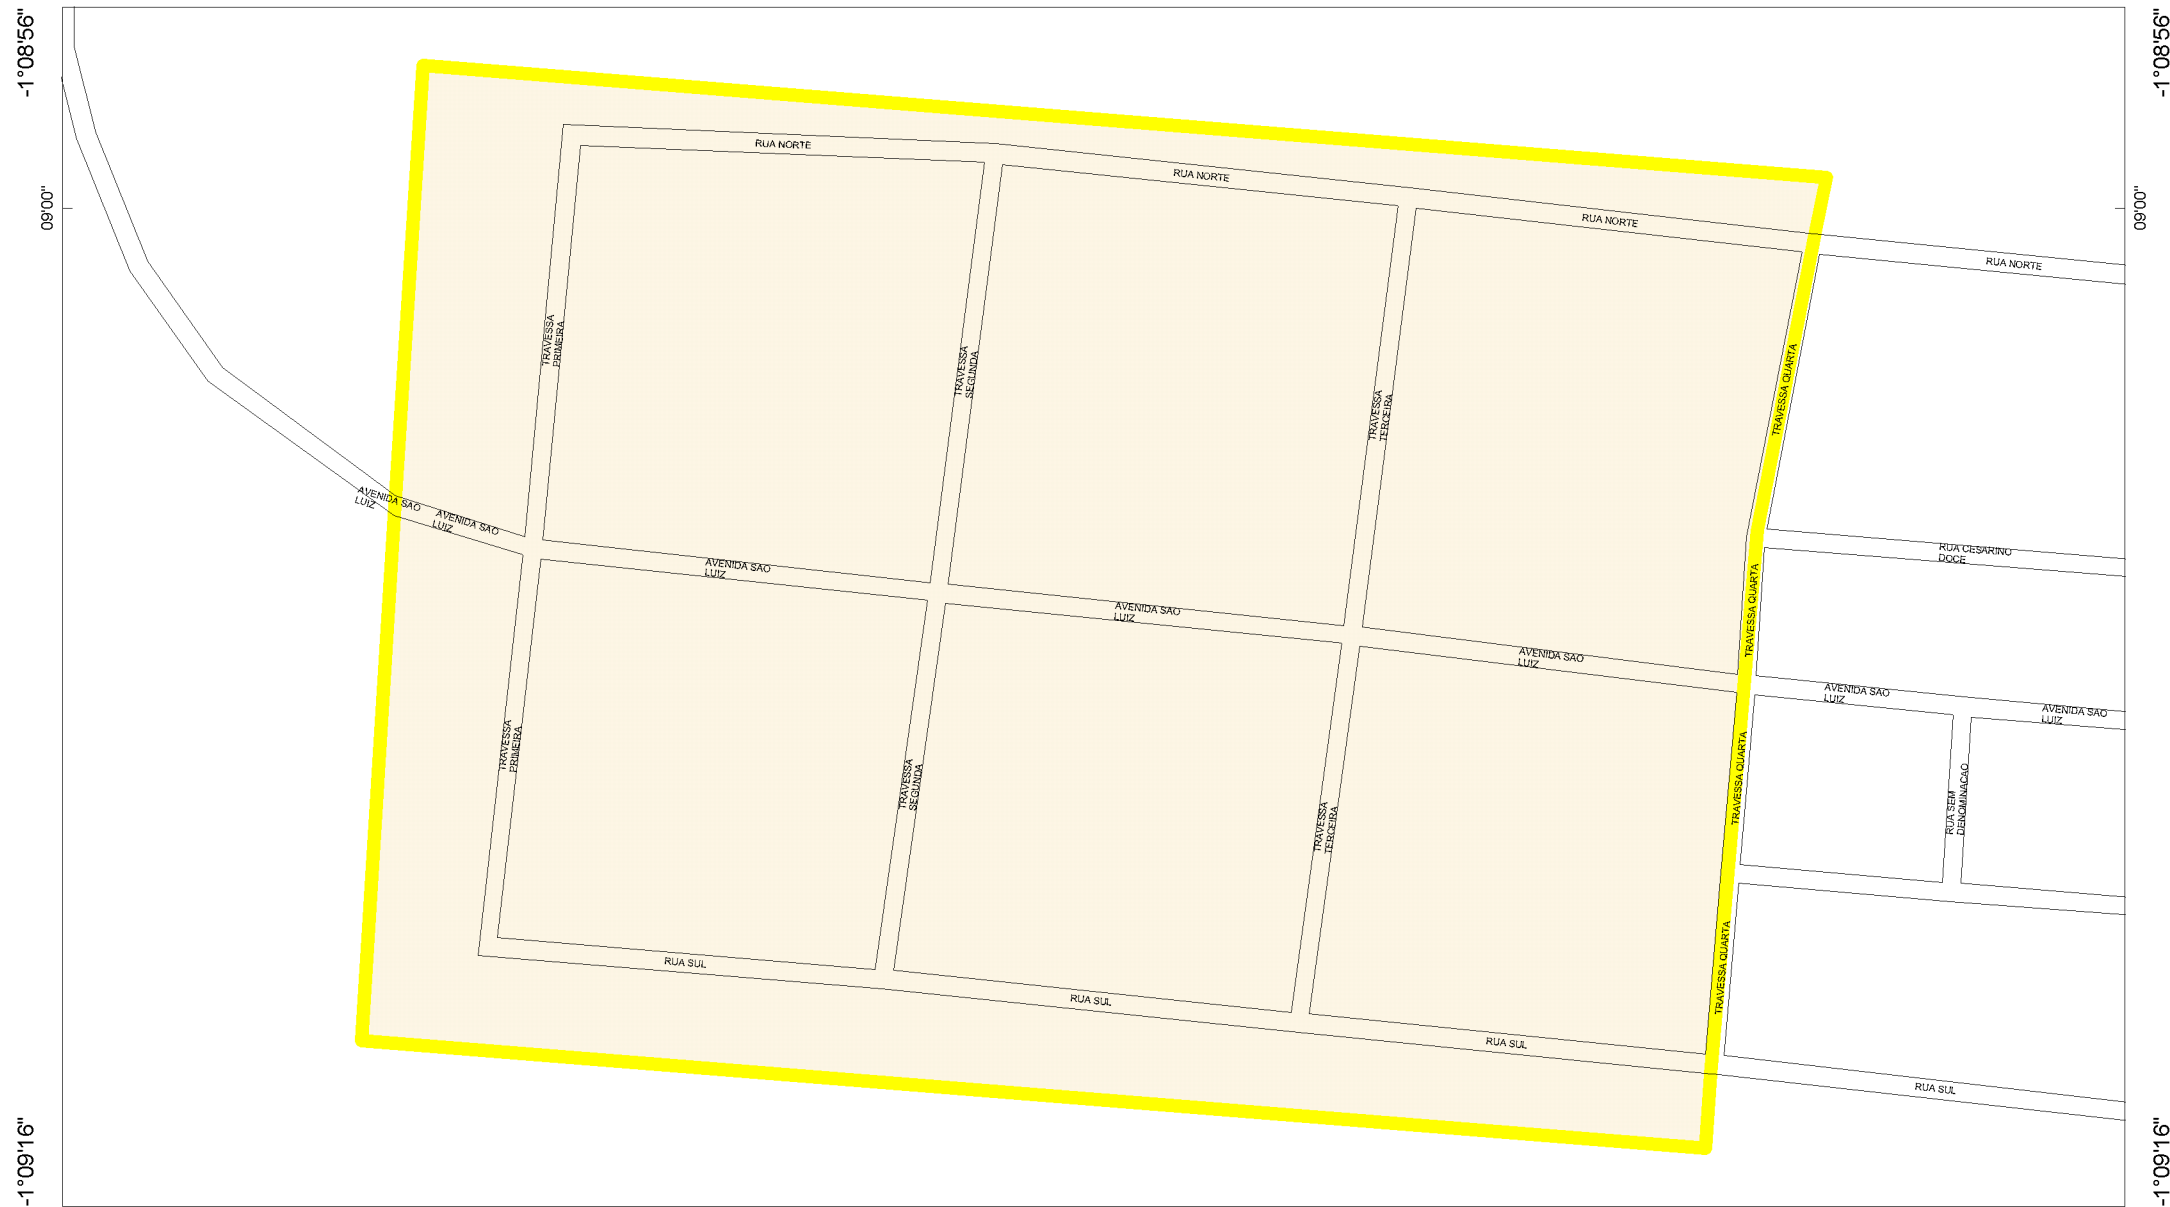 -1°08'56"
-1°08'56"
RUA NORTE
RUA NORTE
09'00"
09'00"
RUA NORTE
RUA NORTE
TRAVESSA
PRIMEIRA
TRAVESSA
SEGUNDA
TRAVESSA
TERCEIRA
TRAVESSA QUARTA
AVENIDA SAO
LUIZ
AVENIDA SAO
LUIZ
AVENIDA SAO
LUIZ
RUA CESARINO
DOCE
AVENIDA SAO
LUIZ
TRAVESSA QUARTA
AVENIDA SAO
LUIZ
AVENIDA SAO
LUIZ
AVENIDA SAO
LUIZ
TRAVESSA
PRIMEIRA
TRAVESSA
SEGUNDA
TRAVESSA
TERCEIRA
TRAVESSA QUARTA
RUA SEM
DENOMINACAO
RUA SUL
RUA SUL
TRAVESSA QUARTA
RUA SUL
RUA SUL
-1°09'16"
-1°09'16"